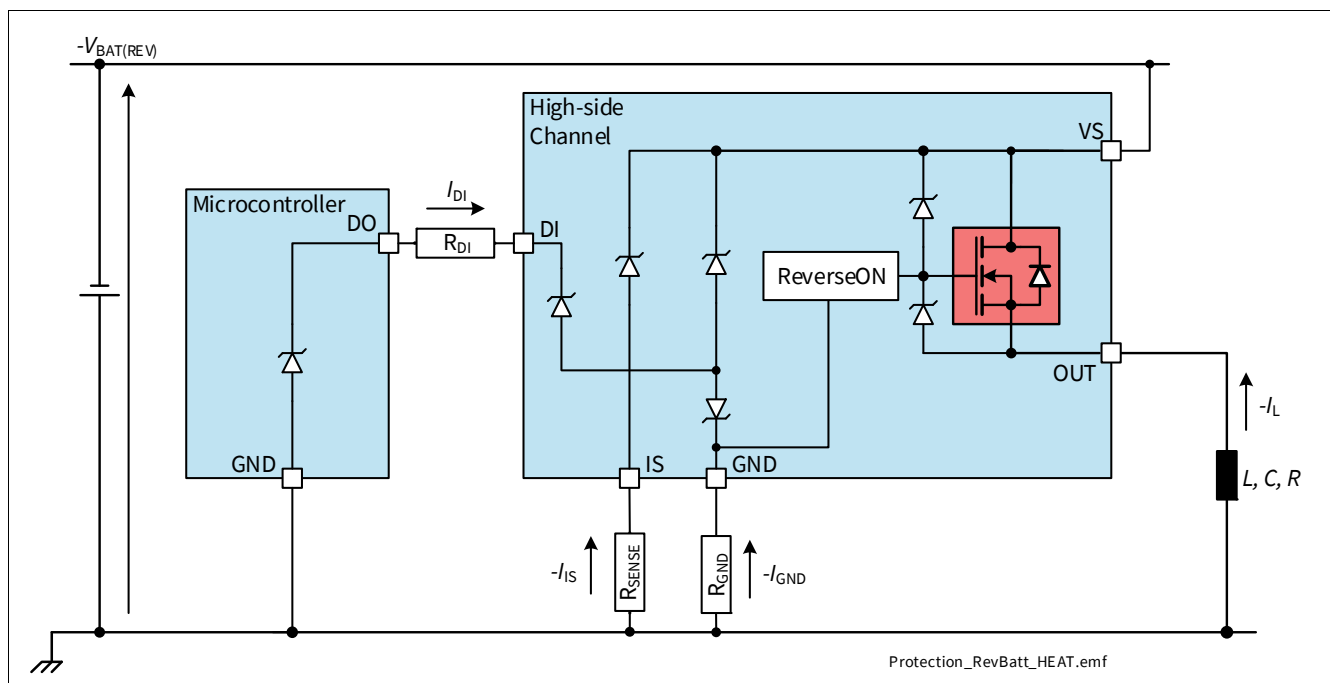 -VBAT(REV)
High-side
Channel
VS
Microcontroller
IDI
DO
RDI
DI
ReverseON
OUT
-IL
GND
IS
GND
L, C, R
-IIS
RSENSE
RGND
-IGND
Protection_RevBatt_HEAT.emf